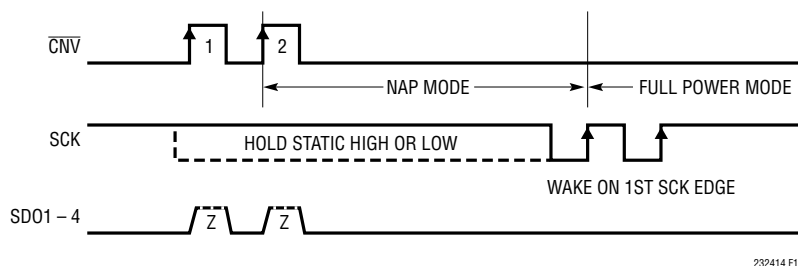 CNV
1
2
NAP MODE
FULL POWER MODE
SCK
HOLD STATIC HIGH OR LOW
WAKE ON 1ST SCK EDGE
SDO1 – 4
Z
Z
232414 F1